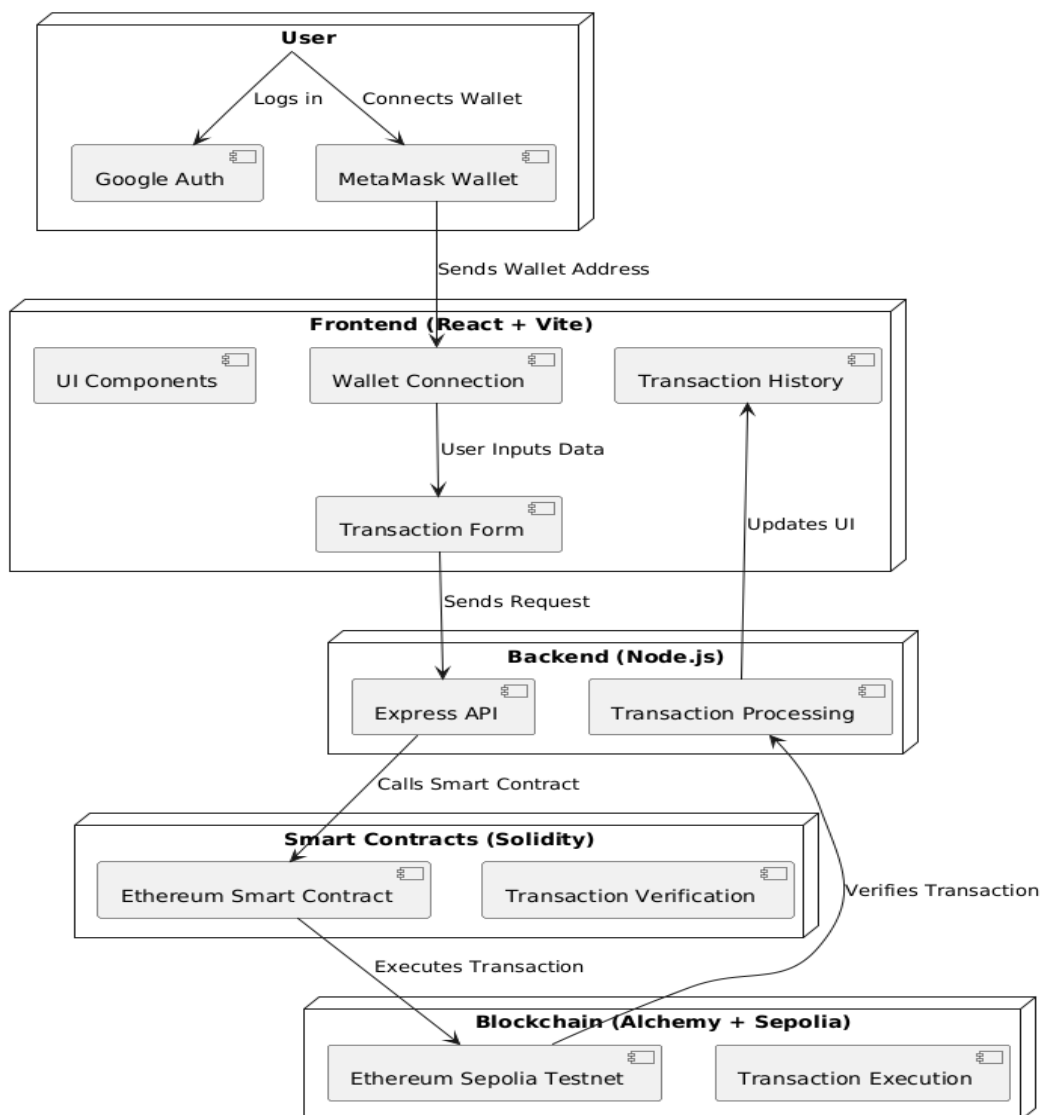 User
Logs in
Connects Wallet
Google Auth
MetaMask Wallet
Sends Wallet Address
Frontend (React + Vite)
UI Components
Wallet Connection
Transaction History
User Inputs Data
Transaction Form
Updates UI
Sends Request
Backend (Node.js)
Express API
Transaction Processing
Calls Smart Contract
Smart Contracts (Solidity)
Ethereum Smart Contract
Transaction Verification
Verifies Transaction
Executes Transaction
Blockchain (Alchemy + Sepolia)
Ethereum Sepolia Testnet
Transaction Execution